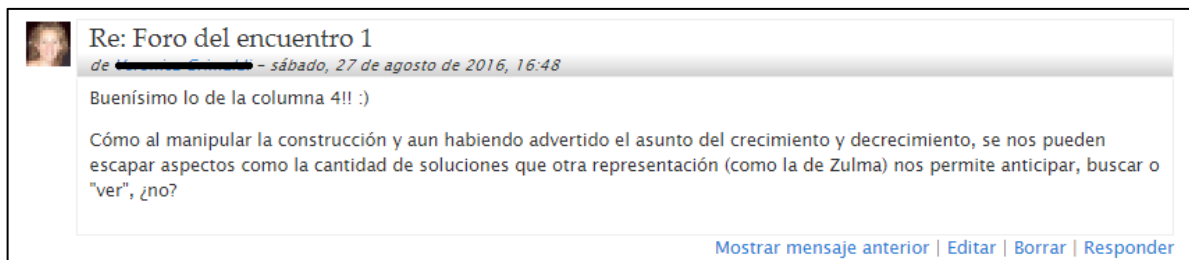 Re: Foro del encuentro 1
de – sábado, 27 de agosto de 2016, 16:48
Buenísimo lo de la columna 4!! :)
Cómo al manipular la construcción y aun habiendo advertido el asunto del crecimiento y decrecimiento, se nos pueden
escapar aspectos como la cantidad de soluciones que otra representación (como la de Zulma) nos permite anticipar, buscar o
"ver", ¿no?
Mostrar mensaje anterior | Editar | Borrar | Responder